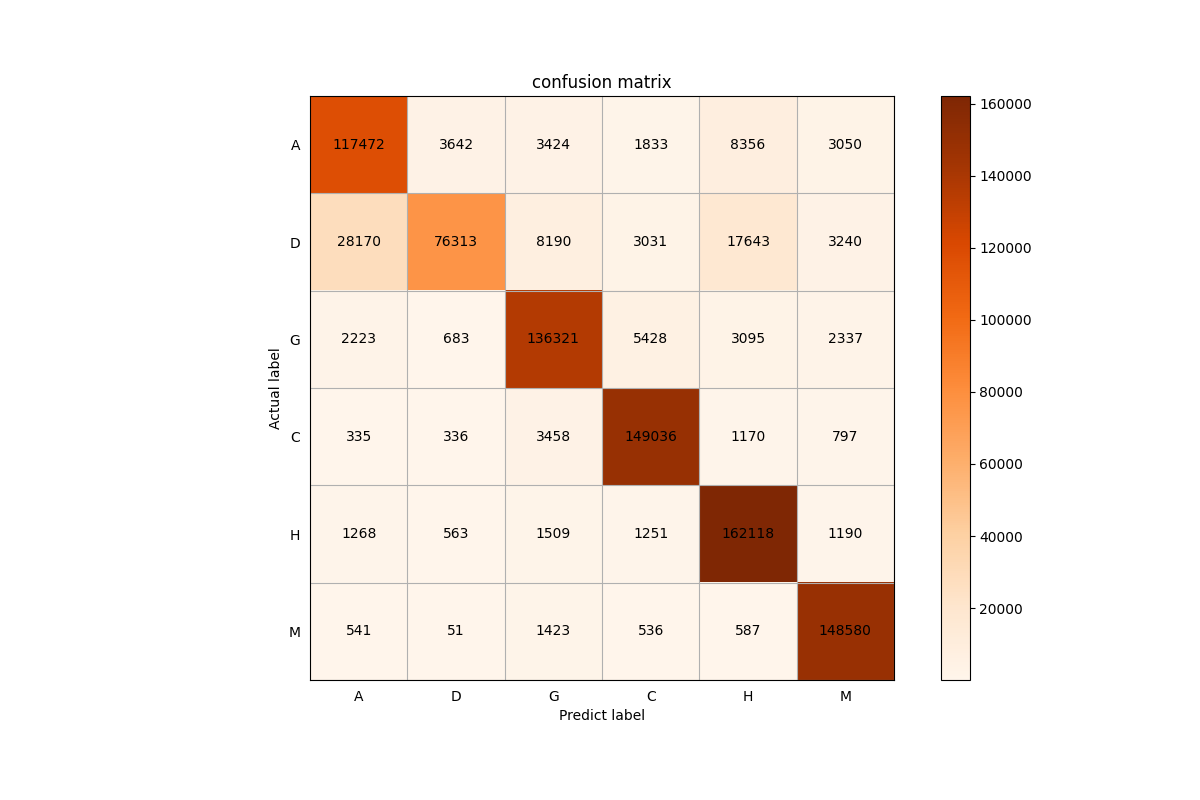 confusion matrix
A 117472 3642 3424 1833 8356 3050
D 28170 76313 8190 3031 17643 3240
G 2223 683 136321 5428 3095 2337
C 335 336 3458 149036 1170 797
H 1268 563 1509 1251 162118 1190
M 541 51 1423 536 587 148580
A D G C H M
Predict label
Actual label
160000
140000
120000
100000
80000
60000
40000
20000